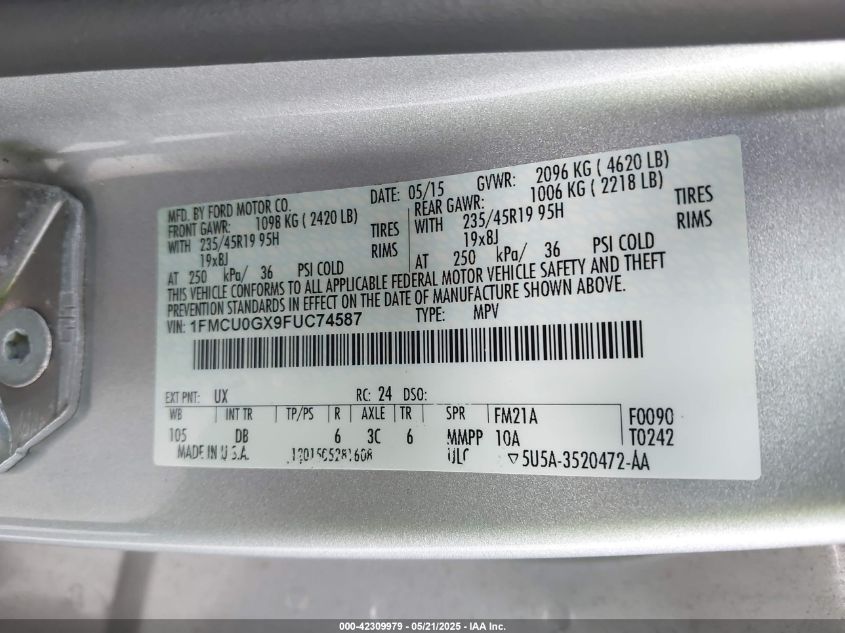 MFD. BY FORD MOTOR CO. DATE: 05/15 GVWR: 2096 KG ( 4620 LB)
FRONT GAWR: 1098 KG ( 2420 LB) REAR GAWR: 1006 KG ( 2218 LB)
WITH 235/45R19 95H TIRES WITH 235/45R19 95H TIRES
19x8J RIMS 19x8J RIMS
AT 250 kPa/ 36 PSI COLD AT 250 kPa/ 36 PSI COLD
THIS VEHICLE CONFORMS TO ALL APPLICABLE FEDERAL MOTOR VEHICLE SAFETY AND THEFT
PREVENTION STANDARDS IN EFFECT ON THE DATE OF MANUFACTURE SHOWN ABOVE.
VIN: 1FMCU0GX9FUC74587 TYPE: MPV
EXT PNT: UX RC: 24 DSO:
WB INT TR TP/PS R AXLE TR SPR FM21A F0090
105 DB 6 3C 6 MMPP 10A T0242
MADE IN U.S.A. ULC ▽5U5A-3520472-AA
000-42309979 - 05/21/2025 - IAA Inc.